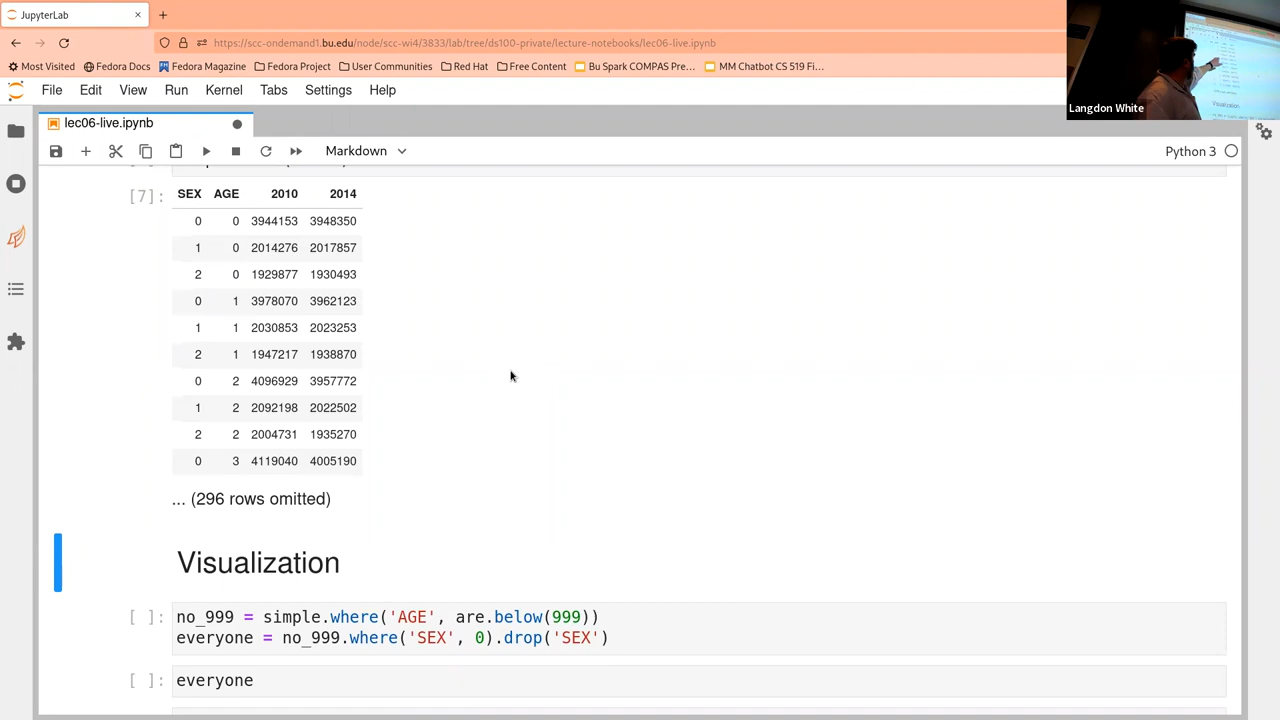 JupyterLab
https://scc-ondemand1.bu.edu/node/scc-wi4/3833/lab/tree/ds100-private/lecture-notebooks/lec06-live.ipynb
Most Visited Fedora Docs Fedora Magazine Fedora Project User Communities Red Hat Free Content Bu Spark COMPAS Pre... MM Chatbot CS 519 Fi...
Langdon White
File Edit View Run Kernel Tabs Settings Help
lec06-live.ipynb
Markdown Python 3
[7]: SEX AGE 2010 2014
0 0 3944153 3948350
1 0 2014276 2017857
2 0 1929877 1930493
0 1 3978070 3962123
1 1 2030853 2023253
2 1 1947217 1938870
0 2 4096929 3957772
1 2 2092198 2022502
2 2 2004731 1935270
0 3 4119040 4005190
... (296 rows omitted)
Visualization
[ ]: no_999 = simple.where('AGE', are.below(999))
everyone = no_999.where('SEX', 0).drop('SEX')
[ ]: everyone